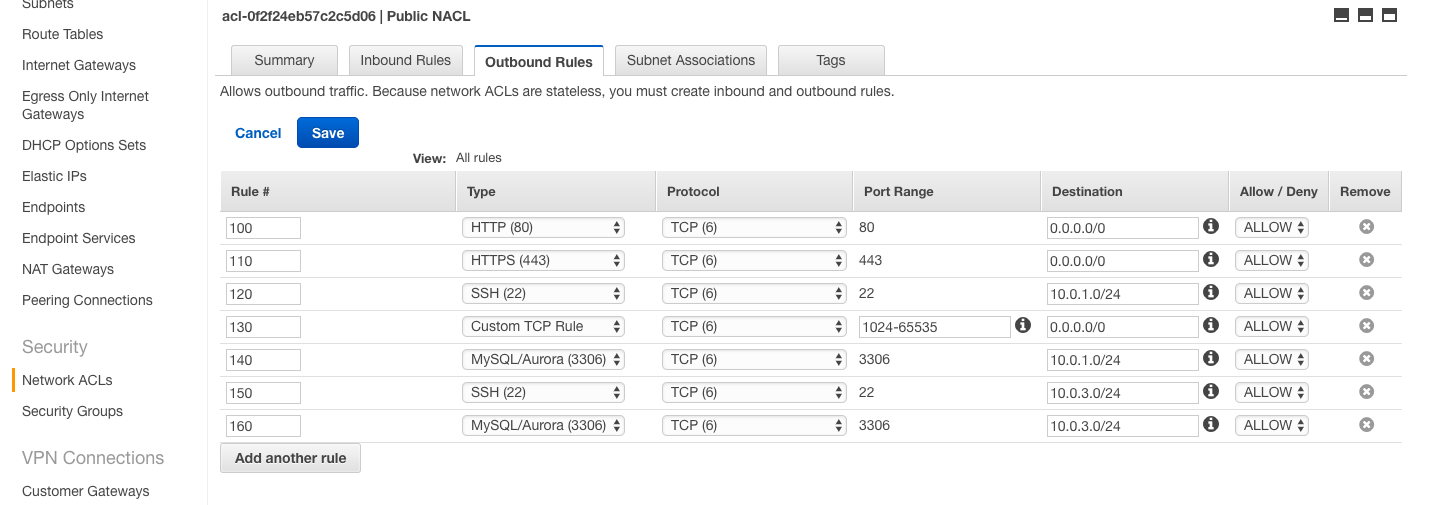 Subnets
Route Tables
Internet Gateways
Egress Only Internet
Gateways
DHCP Options Sets
Elastic IPs
Endpoints
Endpoint Services
NAT Gateways
Peering Connections
Security
Network ACLs
Security Groups
VPN Connections
Customer Gateways
acl-0f2f24eb57c2c5d06 | Public NACL
Summary Inbound Rules Outbound Rules Subnet Associations Tags
Allows outbound traffic. Because network ACLs are stateless, you must create inbound and outbound rules.
Cancel Save
View: All rules
Rule # Type Protocol Port Range Destination Allow / Deny Remove
100 HTTP (80) TCP (6) 80 0.0.0.0/0 ALLOW
110 HTTPS (443) TCP (6) 443 0.0.0.0/0 ALLOW
120 SSH (22) TCP (6) 22 10.0.1.0/24 ALLOW
130 Custom TCP Rule TCP (6) 1024-65535 0.0.0.0/0 ALLOW
140 MySQL/Aurora (3306) TCP (6) 3306 10.0.1.0/24 ALLOW
150 SSH (22) TCP (6) 22 10.0.3.0/24 ALLOW
160 MySQL/Aurora (3306) TCP (6) 3306 10.0.3.0/24 ALLOW
Add another rule